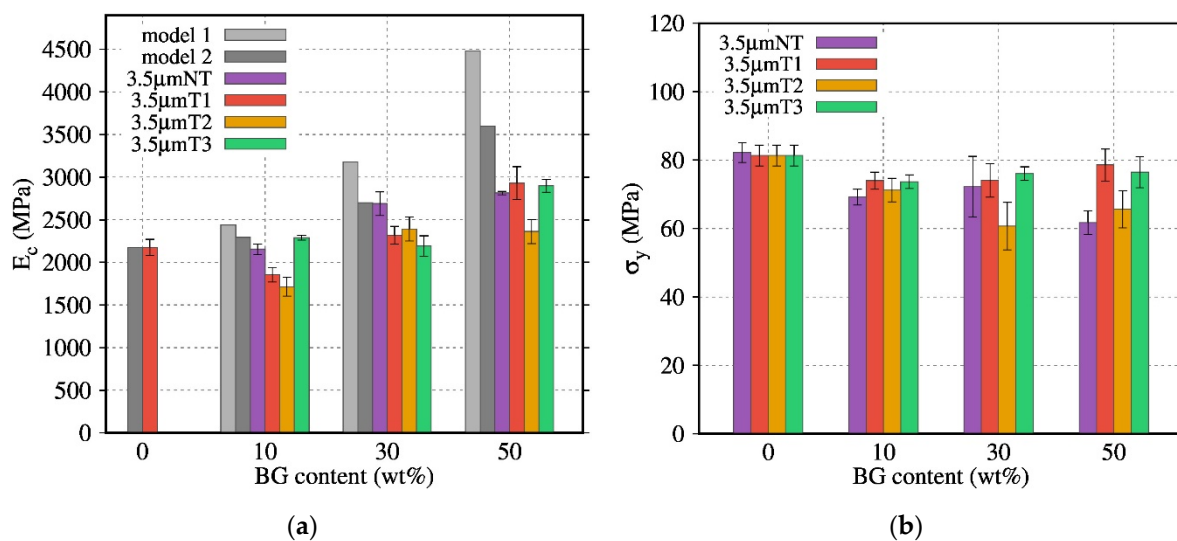 4500
4000
3500
3000
2500
2000
1500
1000
500
0
E_c (MPa)
model 1
model 2
3.5μmNT
3.5μmT1
3.5μmT2
3.5μmT3
0 10 30 50
BG content (wt%)
(a)
120
100
80
60
40
20
0
σ_y (MPa)
3.5μmNT
3.5μmT1
3.5μmT2
3.5μmT3
0 10 30 50
BG content (wt%)
(b)